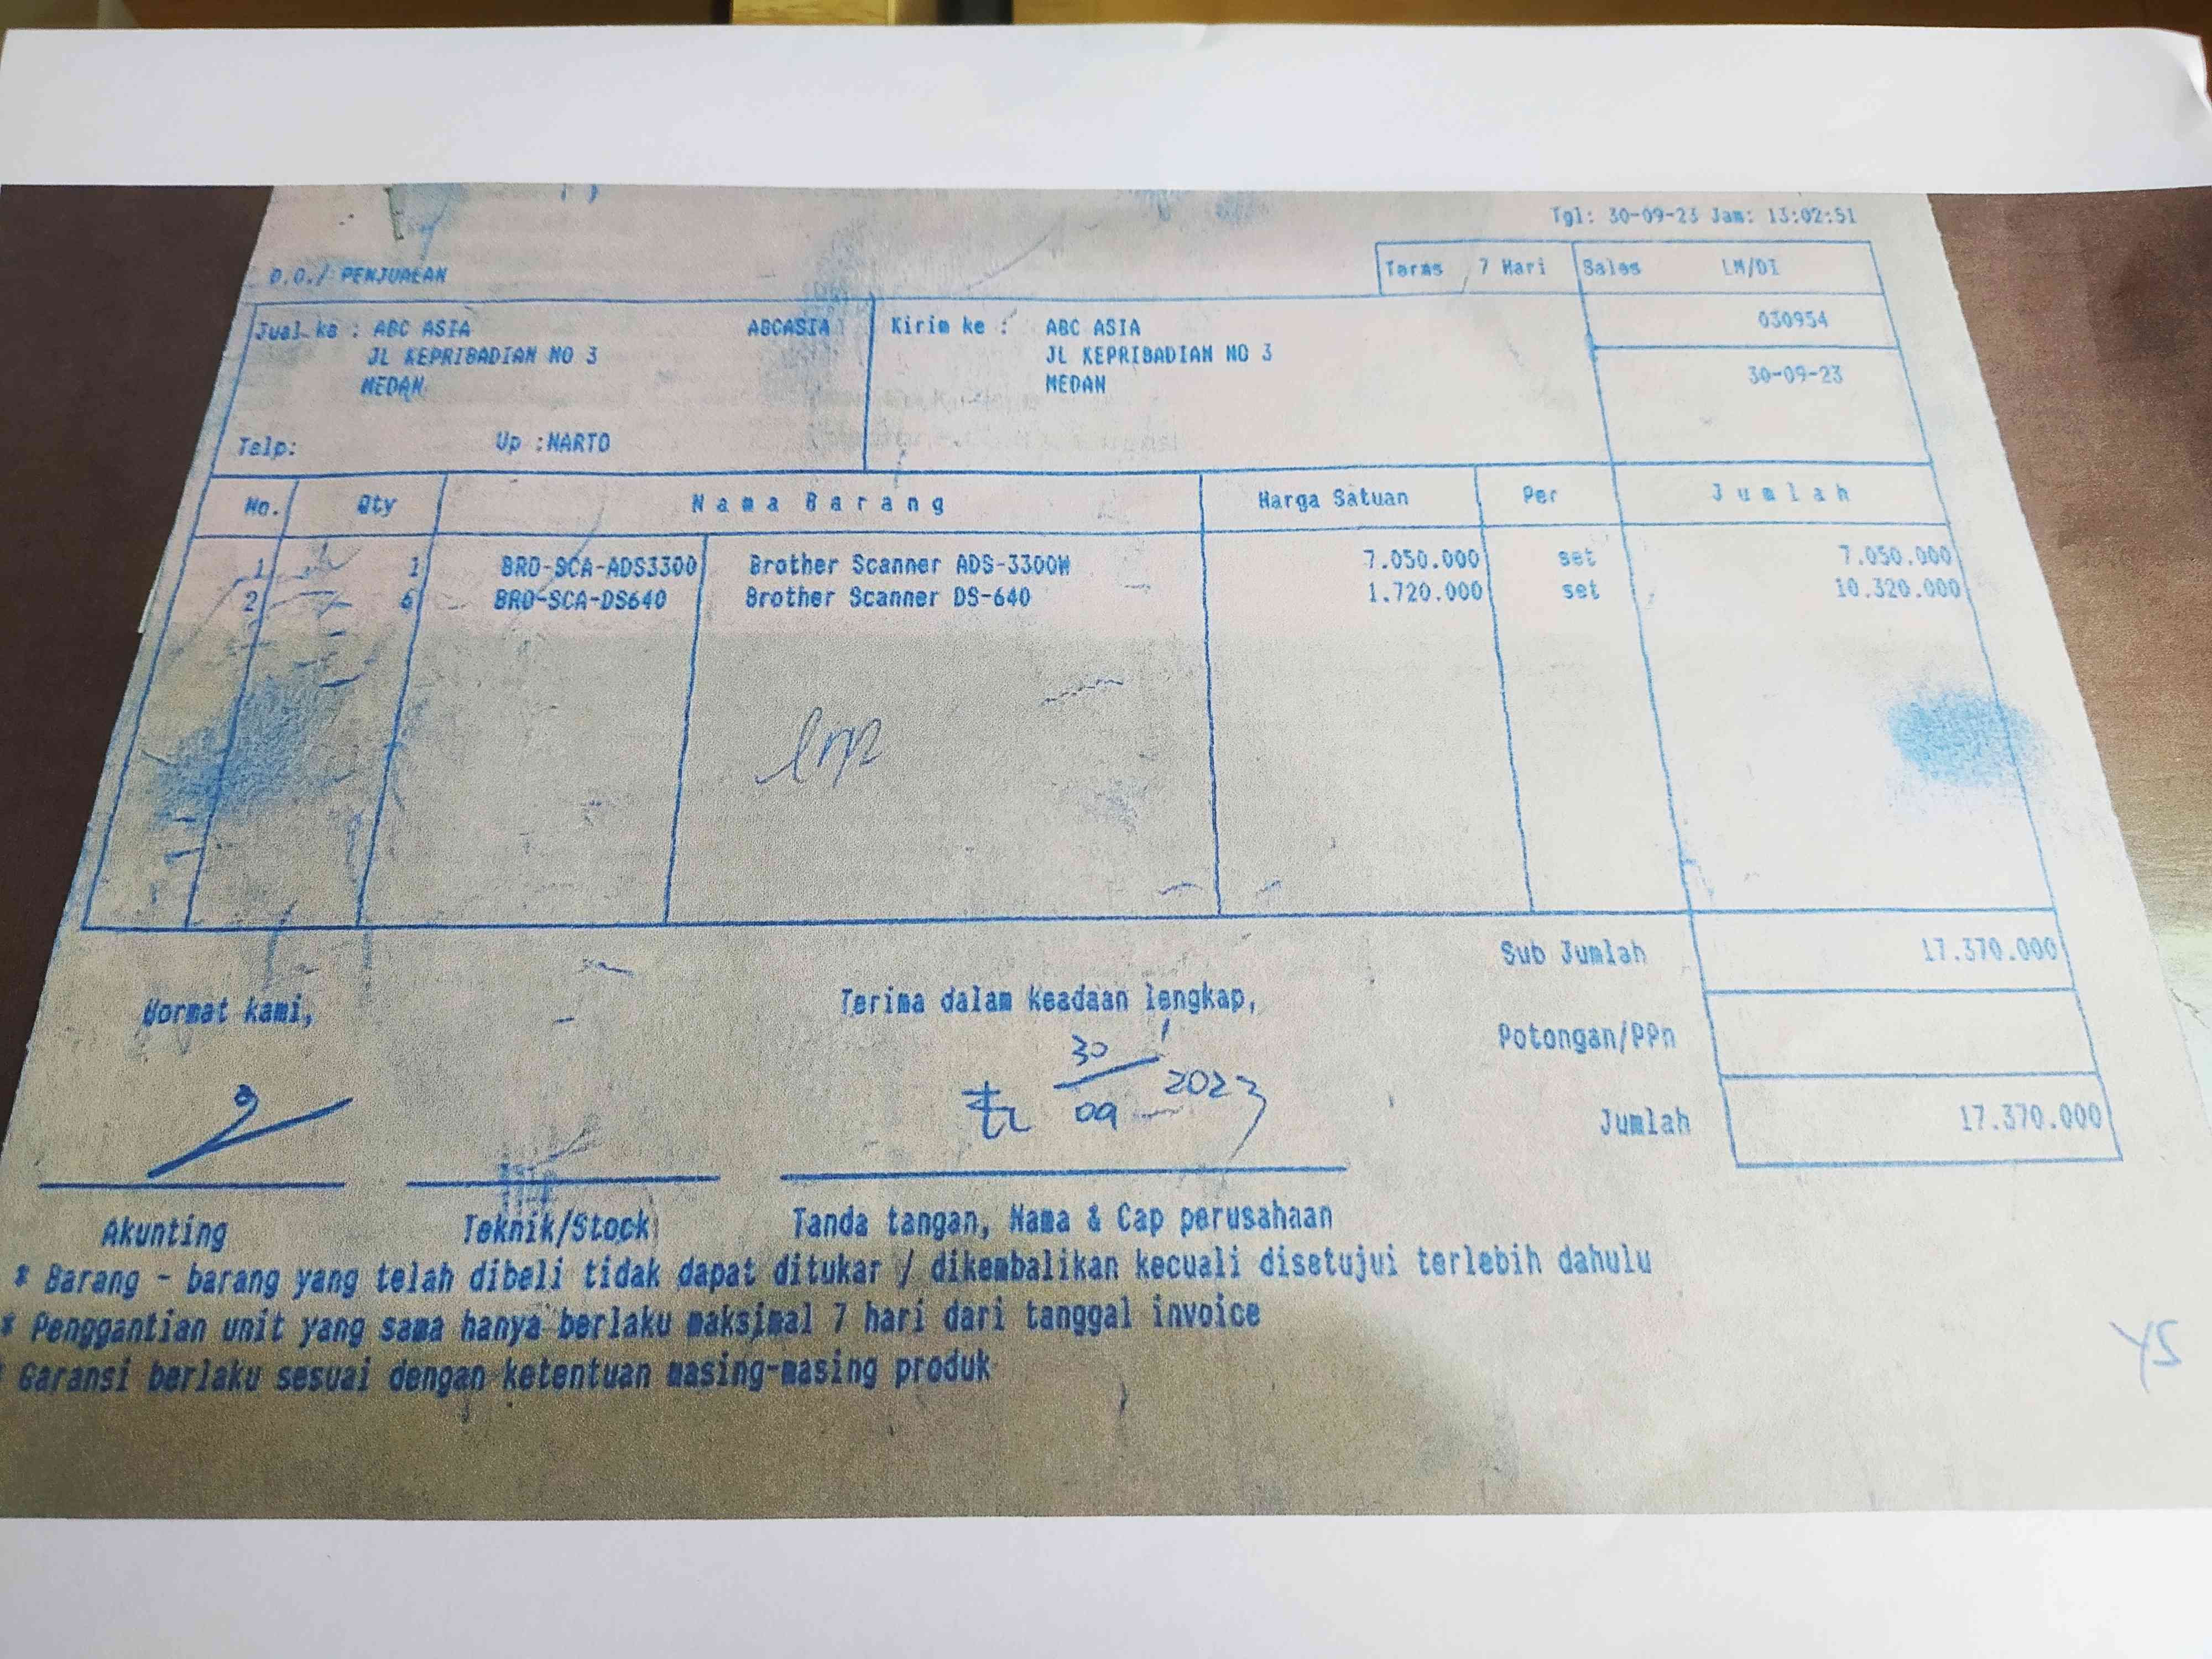 Tgl: 30-09-23 Jam: 13:02:51
D.O./ PENJUALAN
Terms 7 Hari Sales LM/DI
Jual ke : ABC ASIA ABCASIA Kirim ke : ABC ASIA 030954
JL KEPRIBADIAN NO 3 JL KEPRIBADIAN NO 3
MEDAN MEDAN 30-09-23
Telp: Up :NARTO
No. Qty Nama Barang Harga Satuan Per Jumlah
1 1 BRO-SCA-ADS3300 Brother Scanner ADS-3300W 7.050.000 set 7.050.000
2 6 BRO-SCA-DS640 Brother Scanner DS-640 1.720.000 set 10.320.000
Sub Jumlah 17.370.000
Hormat kami, Terima dalam keadaan lengkap,
Potongan/PPn
30/09 2023
Jumlah 17.370.000
Akunting Teknik/Stock Tanda tangan, Nama & Cap perusahaan
* Barang - barang yang telah dibeli tidak dapat ditukar / dikembalikan kecuali disetujui terlebih dahulu
* Penggantian unit yang sama hanya berlaku maksimal 7 hari dari tanggal invoice
* Garansi berlaku sesuai dengan ketentuan masing-masing produk
YS